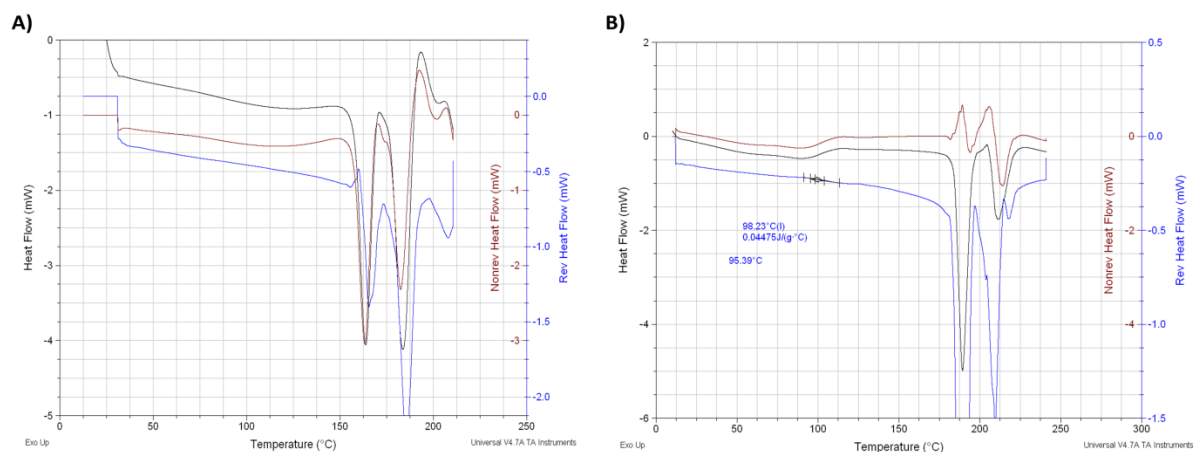 A)
0
-1
-2
-3
-4
-5
Heat Flow (mW)
0
-1
-2
-3
Nonrev Heat Flow (mW)
0.0
-0.5
-1.0
-1.5
-2.0
Rev Heat Flow (mW)
0
50
100
150
200
250
Exo Up
Temperature (°C)
Universal V4.7A TA Instruments
B)
2
0
-2
-4
-6
Heat Flow (mW)
98.23°C(I)
0.04475J/(g·°C)
95.39°C
0
-2
-4
Nonrev Heat Flow (mW)
0.5
0.0
-0.5
-1.0
-1.5
Rev Heat Flow (mW)
0
50
100
150
200
250
300
Exo Up
Temperature (°C)
Universal V4.7A TA Instruments